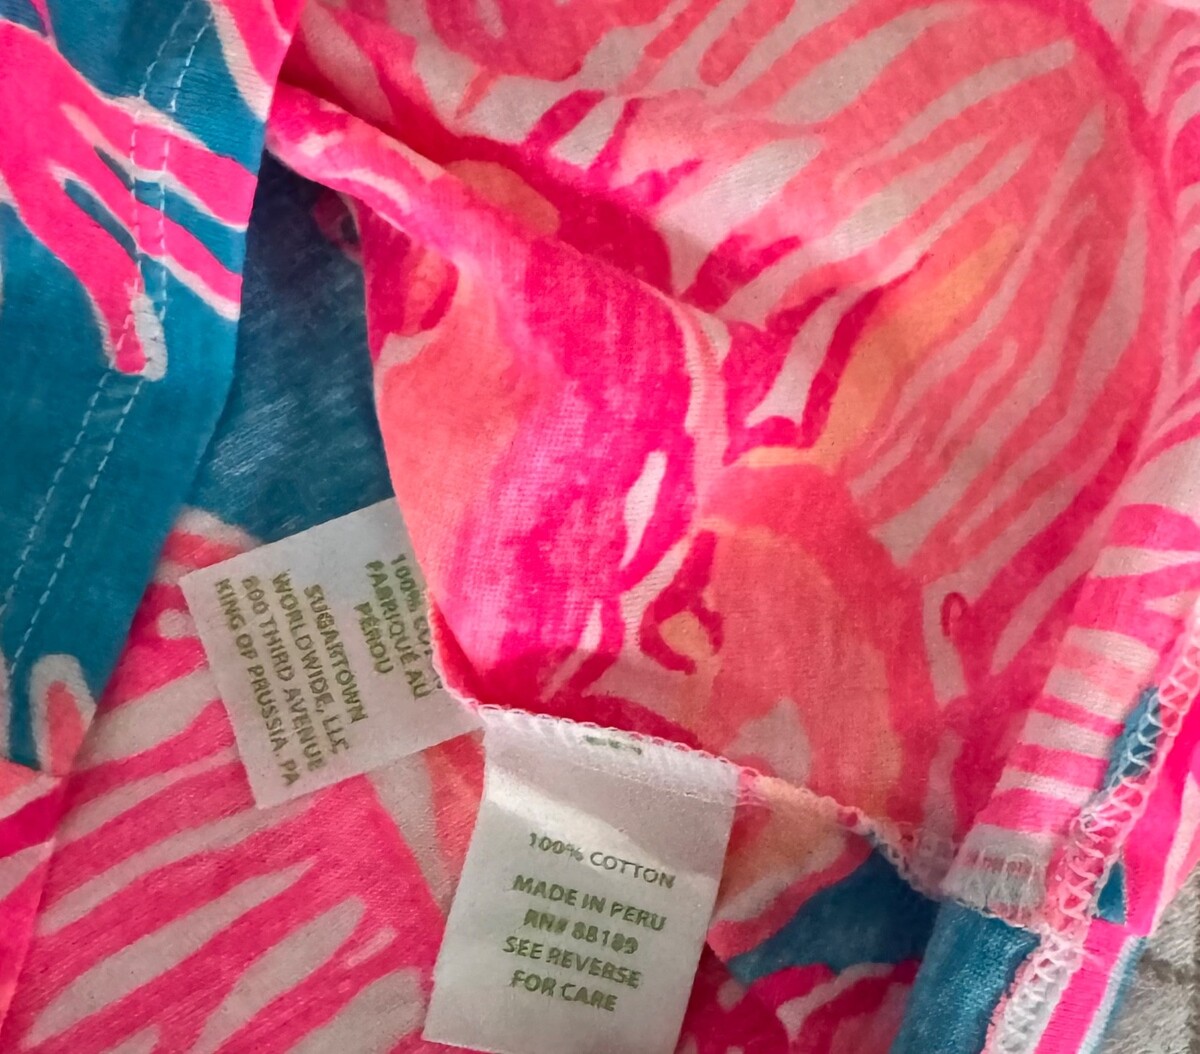 100%
FABRIQUÉ AU
PÉROU
SUGARTOWN
WORLDWIDE, LLC
800 THIRD AVENUE
KING OF PRUSSIA, PA
100% COTTON
MADE IN PERU
RN# 88189
SEE REVERSE
FOR CARE